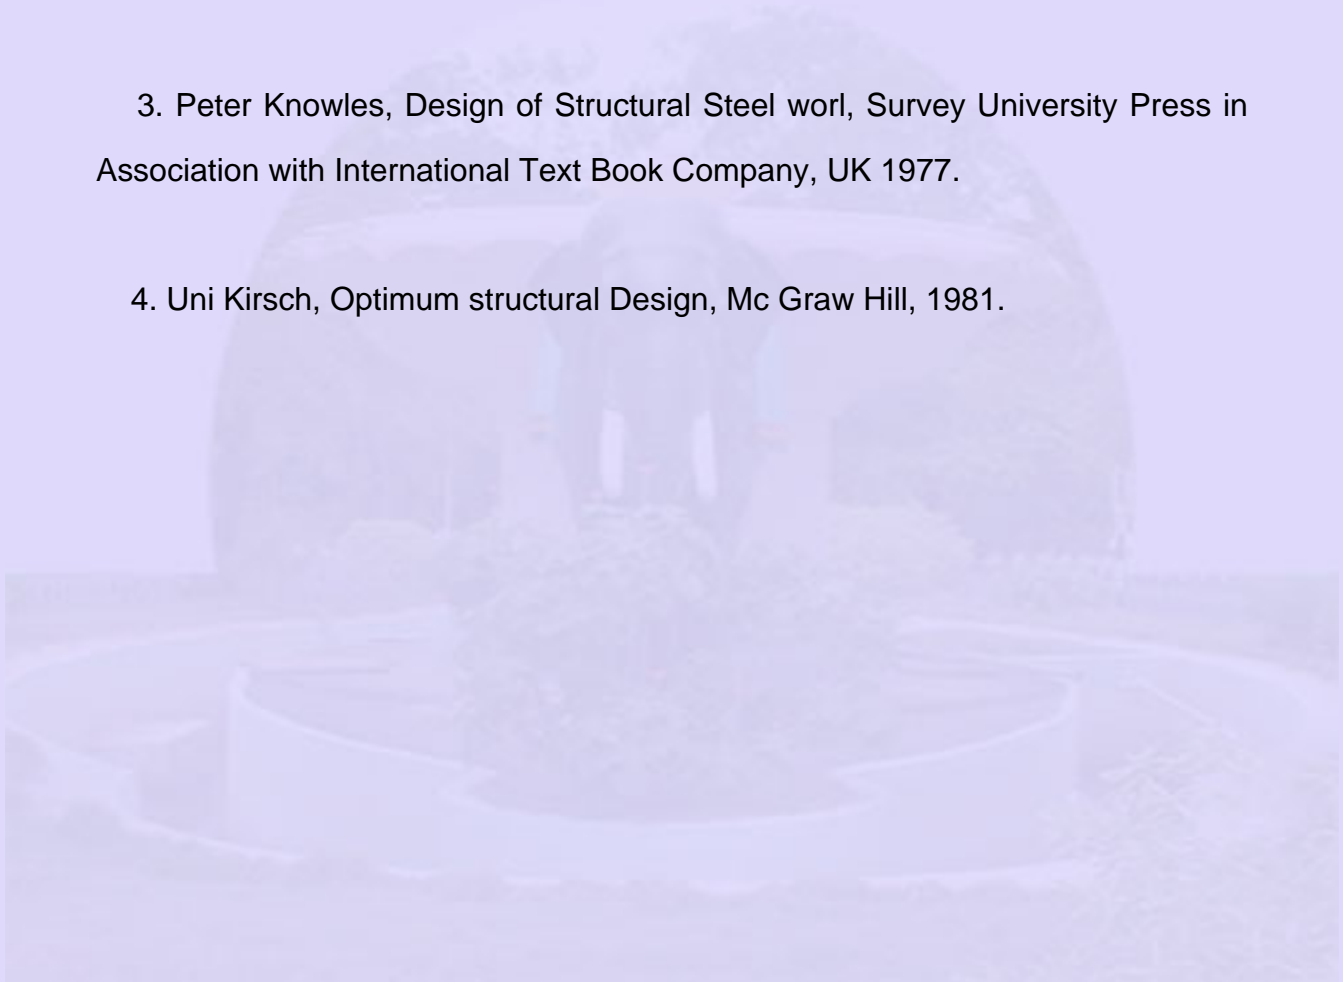 3. Peter Knowles, Design of Structural Steel worl, Survey University Press in
Association with International Text Book Company, UK 1977.
4. Uni Kirsch, Optimum structural Design, Mc Graw Hill, 1981.